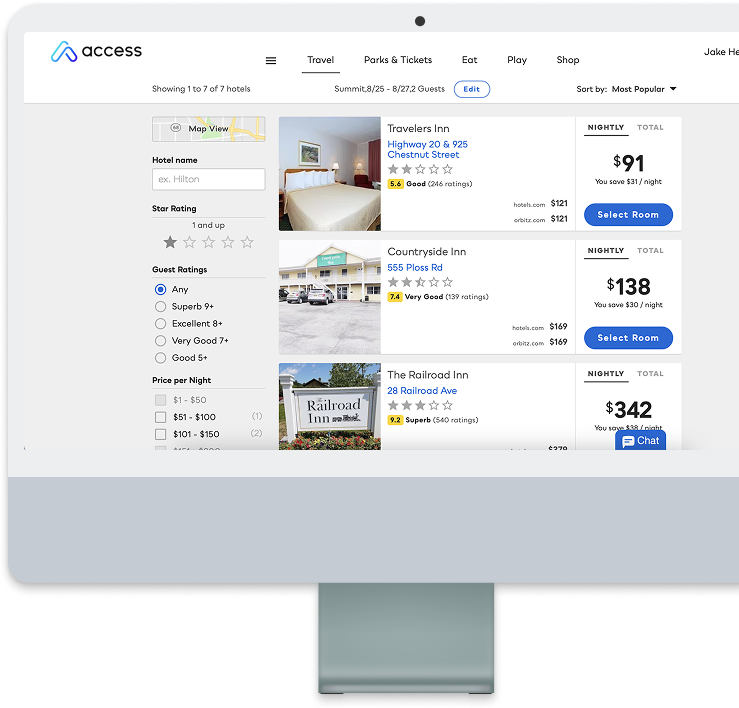 access
Jake He
Travel
Parks & Tickets
Eat
Play
Shop
Showing 1 to 7 of 7 hotels
Summit,8/25 - 8/27,2 Guests
Edit
Sort by: Most Popular
Map View
Hotel name
ex. Hilton
Star Rating
1 and up
Guest Ratings
Any
Superb 9+
Excellent 8+
Very Good 7+
Good 5+
Price per Night
$1 - $50
$51 - $100 (1)
$101 - $150 (2)
Travelers Inn
Highway 20 & 925
Chestnut Street
5.6 Good (246 ratings)
hotels.com $121
orbitz.com $121
NIGHTLY TOTAL
$91
You save $31 / night
Select Room
Countryside Inn
555 Ploss Rd
7.4 Very Good (139 ratings)
hotels.com $169
orbitz.com $169
NIGHTLY TOTAL
$138
You save $30 / night
Select Room
The Railroad
Inn
The Railroad Inn
28 Railroad Ave
9.2 Superb (540 ratings)
NIGHTLY TOTAL
$342
You save $38 / night
Chat